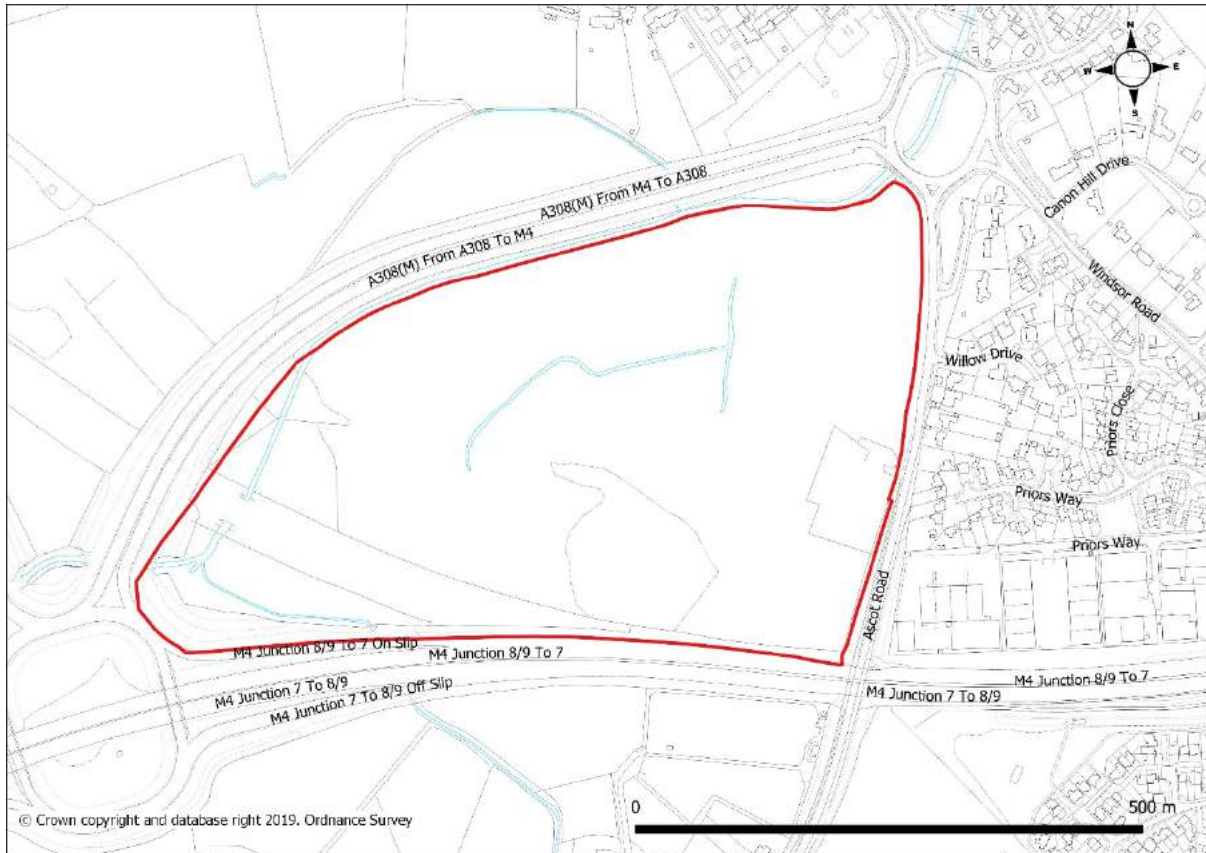 N
W E
S
A308(M) From M4 To A308
A308(M) From A308 To M4
Canon Hill Drive
Windsor Road
Willow Drive
Priors Close
Priors Way
Priors Way
Ascot Road
M4 Junction 8/9 To 7 On Slip
M4 Junction 8/9 To 7
M4 Junction 8/9 To 7
M4 Junction 7 To 8/9
M4 Junction 7 To 8/9
M4 Junction 7 To 8/9 Off Slip
0 500 m
© Crown copyright and database right 2019. Ordnance Survey